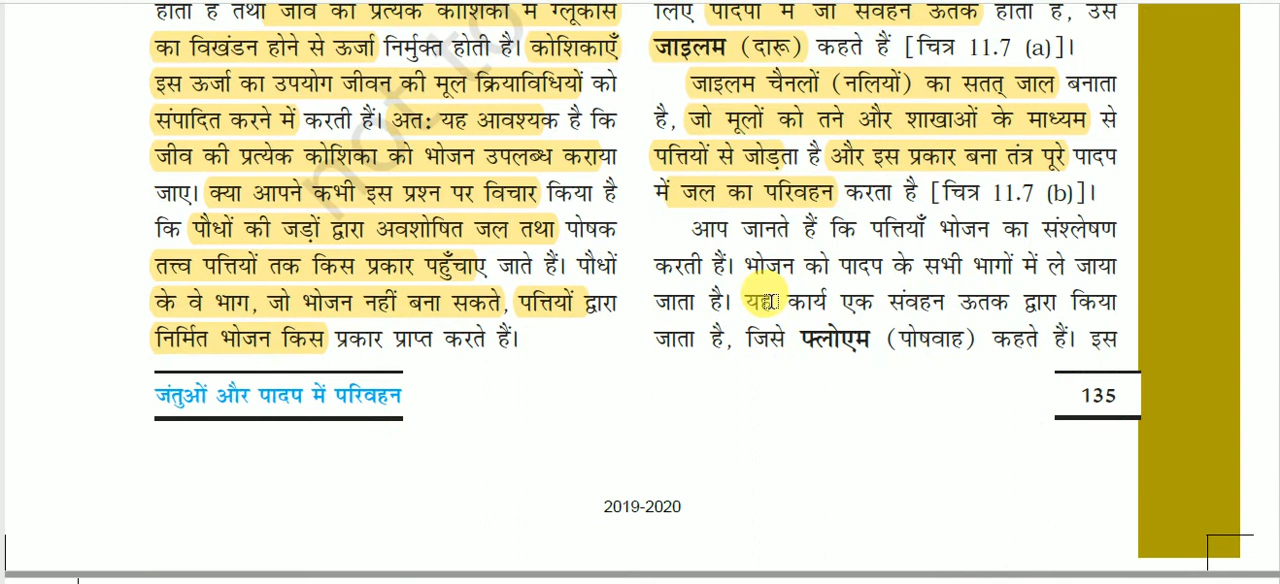 होता है तथा जीव की प्रत्येक कोशिका में ग्लूकोस
का विखंडन होने से ऊर्जा निर्मुक्त होती है। कोशिकाएँ
इस ऊर्जा का उपयोग जीवन की मूल क्रियाविधियों को
संपादित करने में करती हैं। अत: यह आवश्यक है कि
जीव की प्रत्येक कोशिका को भोजन उपलब्ध कराया
जाए। क्या आपने कभी इस प्रश्न पर विचार किया है
कि पौधों की जड़ों द्वारा अवशोषित जल तथा पोषक
तत्त्व पत्तियों तक किस प्रकार पहुँचाए जाते हैं। पौधों
के वे भाग, जो भोजन नहीं बना सकते, पत्तियों द्वारा
निर्मित भोजन किस प्रकार प्राप्त करते हैं।
लिए पादपों में जो संवहन ऊतक होता है, उसे
जाइलम (दारू) कहते हैं [चित्र 11.7 (a)]।
जाइलम चैनलों (नलियों) का सतत् जाल बनाता
है, जो मूलों को तने और शाखाओं के माध्यम से
पत्तियों से जोड़ता है और इस प्रकार बना तंत्र पूरे पादप
में जल का परिवहन करता है [चित्र 11.7 (b)]।
आप जानते हैं कि पत्तियाँ भोजन का संश्लेषण
करती हैं। भोजन को पादप के सभी भागों में ले जाया
जाता है। यह कार्य एक संवहन ऊतक द्वारा किया
जाता है, जिसे फ्लोएम (पोषवाह) कहते हैं। इस
जंतुओं और पादप में परिवहन
135
2019-2020
not to